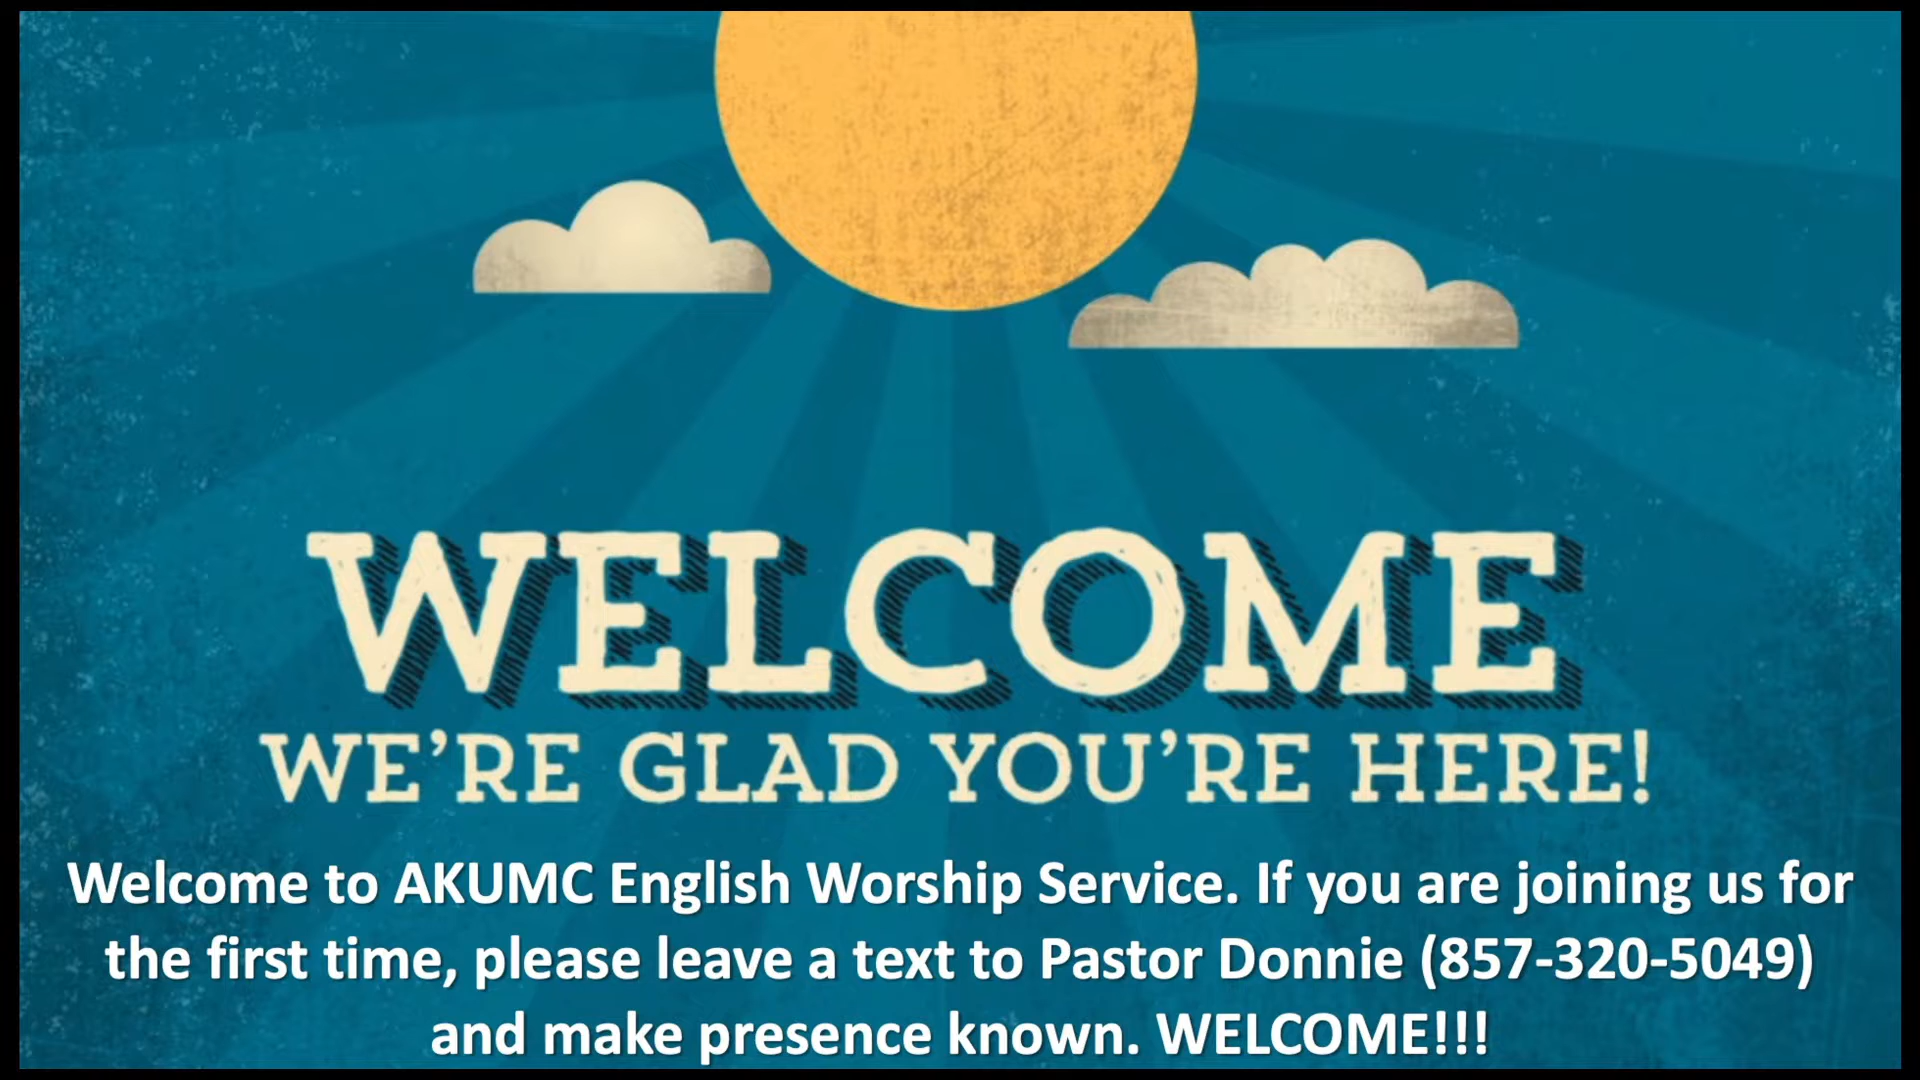 WELCOME
WE'RE GLAD YOU'RE HERE!
Welcome to AKUMC English Worship Service. If you are joining us for
the first time, please leave a text to Pastor Donnie (857-320-5049)
and make presence known. WELCOME!!!